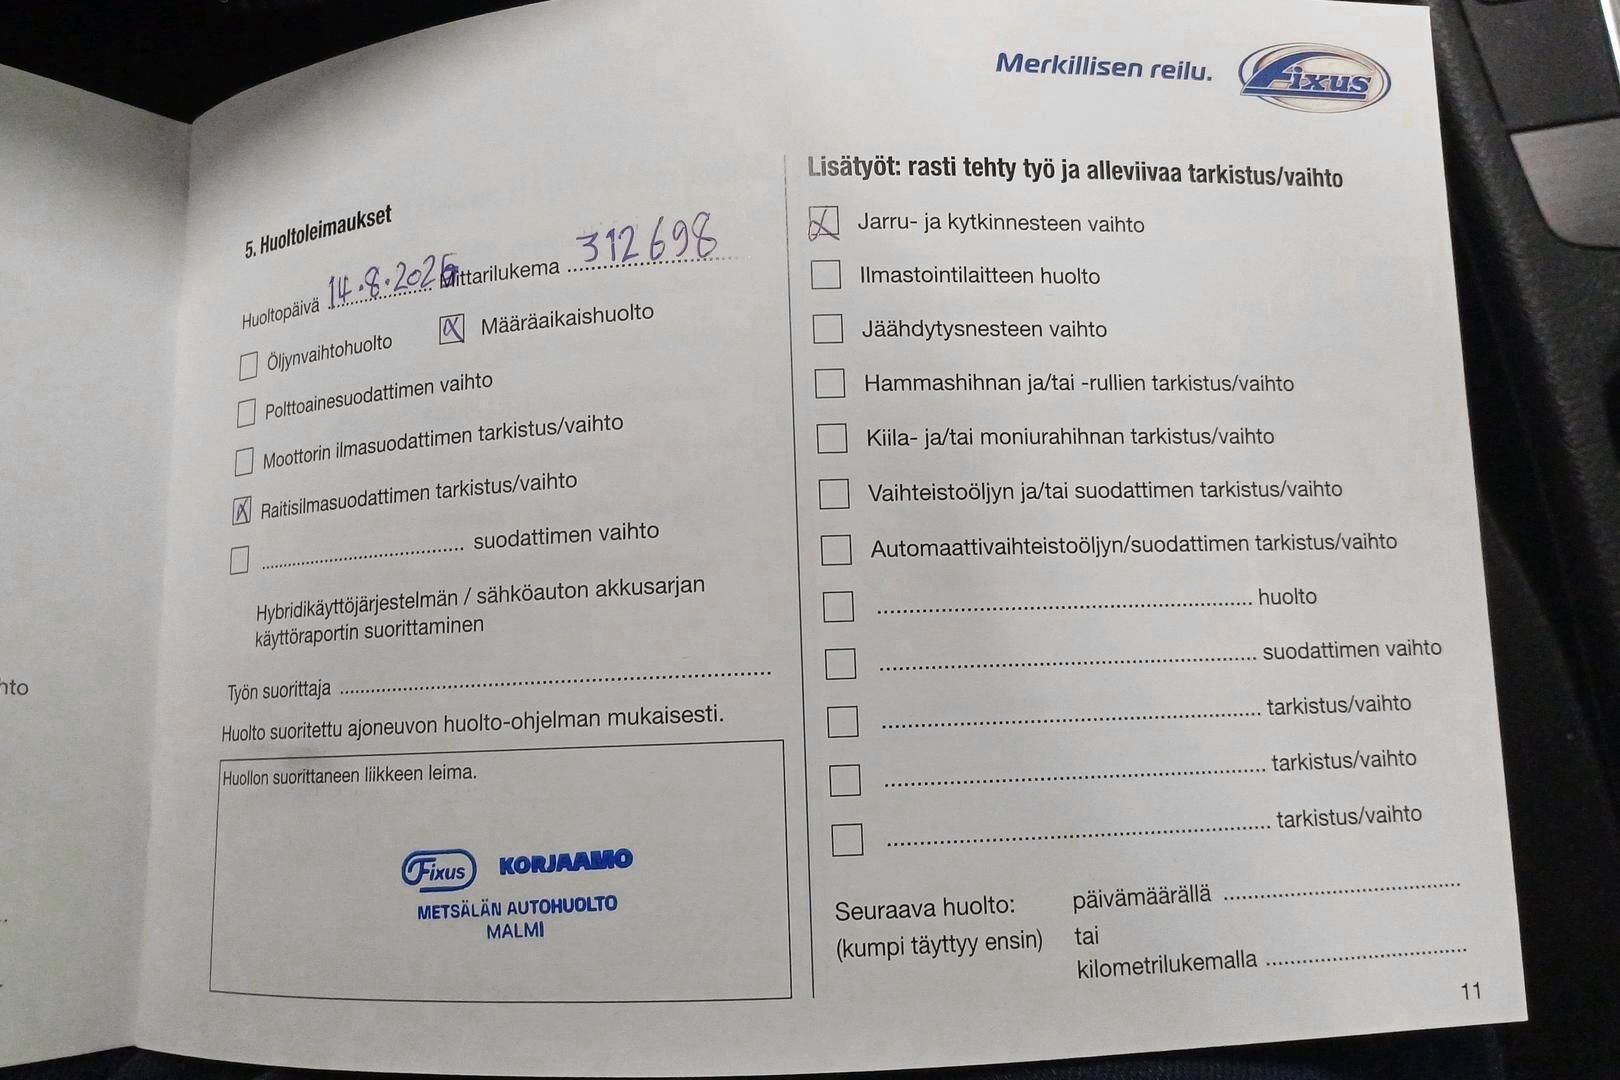 hto
Merkillisen reilu. Fixus
5. Huoltoleimaukset
Huoltopäivä 14.8.2025 Mittarilukema 312698
Öljynvaihtohuolto
Määräaikaishuolto
Polttoainesuodattimen vaihto
Moottorin ilmasuodattimen tarkistus/vaihto
Raitisilmasuodattimen tarkistus/vaihto
suodattimen vaihto
Hybridikäyttöjärjestelmän / sähköauton akkusarjan
käyttöraportin suorittaminen
Työn suorittaja
Huolto suoritettu ajoneuvon huolto-ohjelman mukaisesti.
Huollon suorittaneen liikkeen leima.
Fixus KORJAAMO
METSÄLÄN AUTOHUOLTO
MALMI
Lisätyöt: rasti tehty työ ja alleviivaa tarkistus/vaihto
Jarru- ja kytkinnesteen vaihto
Ilmastointilaitteen huolto
Jäähdytysnesteen vaihto
Hammashihnan ja/tai -rullien tarkistus/vaihto
Kiila- ja/tai moniurahihnan tarkistus/vaihto
Vaihteistoöljyn ja/tai suodattimen tarkistus/vaihto
Automaattivaihteistoöljyn/suodattimen tarkistus/vaihto
huolto
suodattimen vaihto
tarkistus/vaihto
tarkistus/vaihto
tarkistus/vaihto
Seuraava huolto: päivämäärällä
(kumpi täyttyy ensin) tai
kilometrilukemalla
11